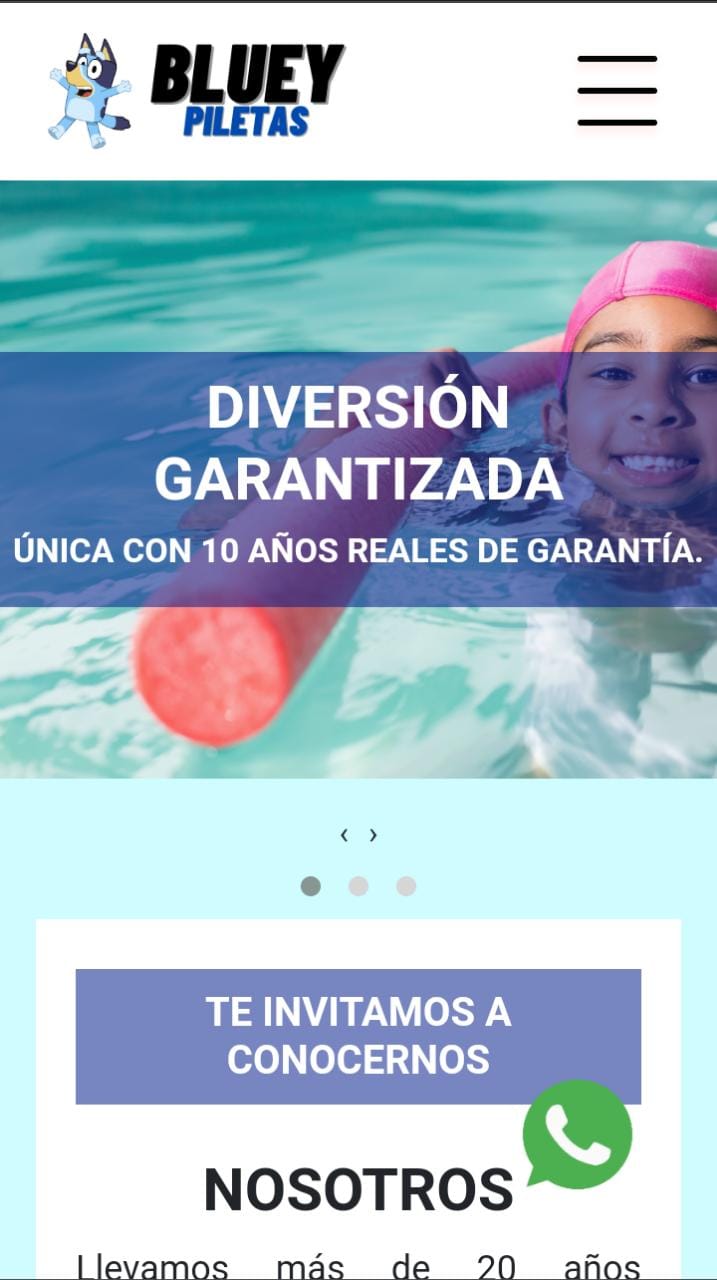 BLUEY
PILETAS
DIVERSIÓN
GARANTIZADA
ÚNICA CON 10 AÑOS REALES DE GARANTÍA.
‹ ›
TE INVITAMOS A
CONOCERNOS
NOSOTROS
Llevamos más de 20 años